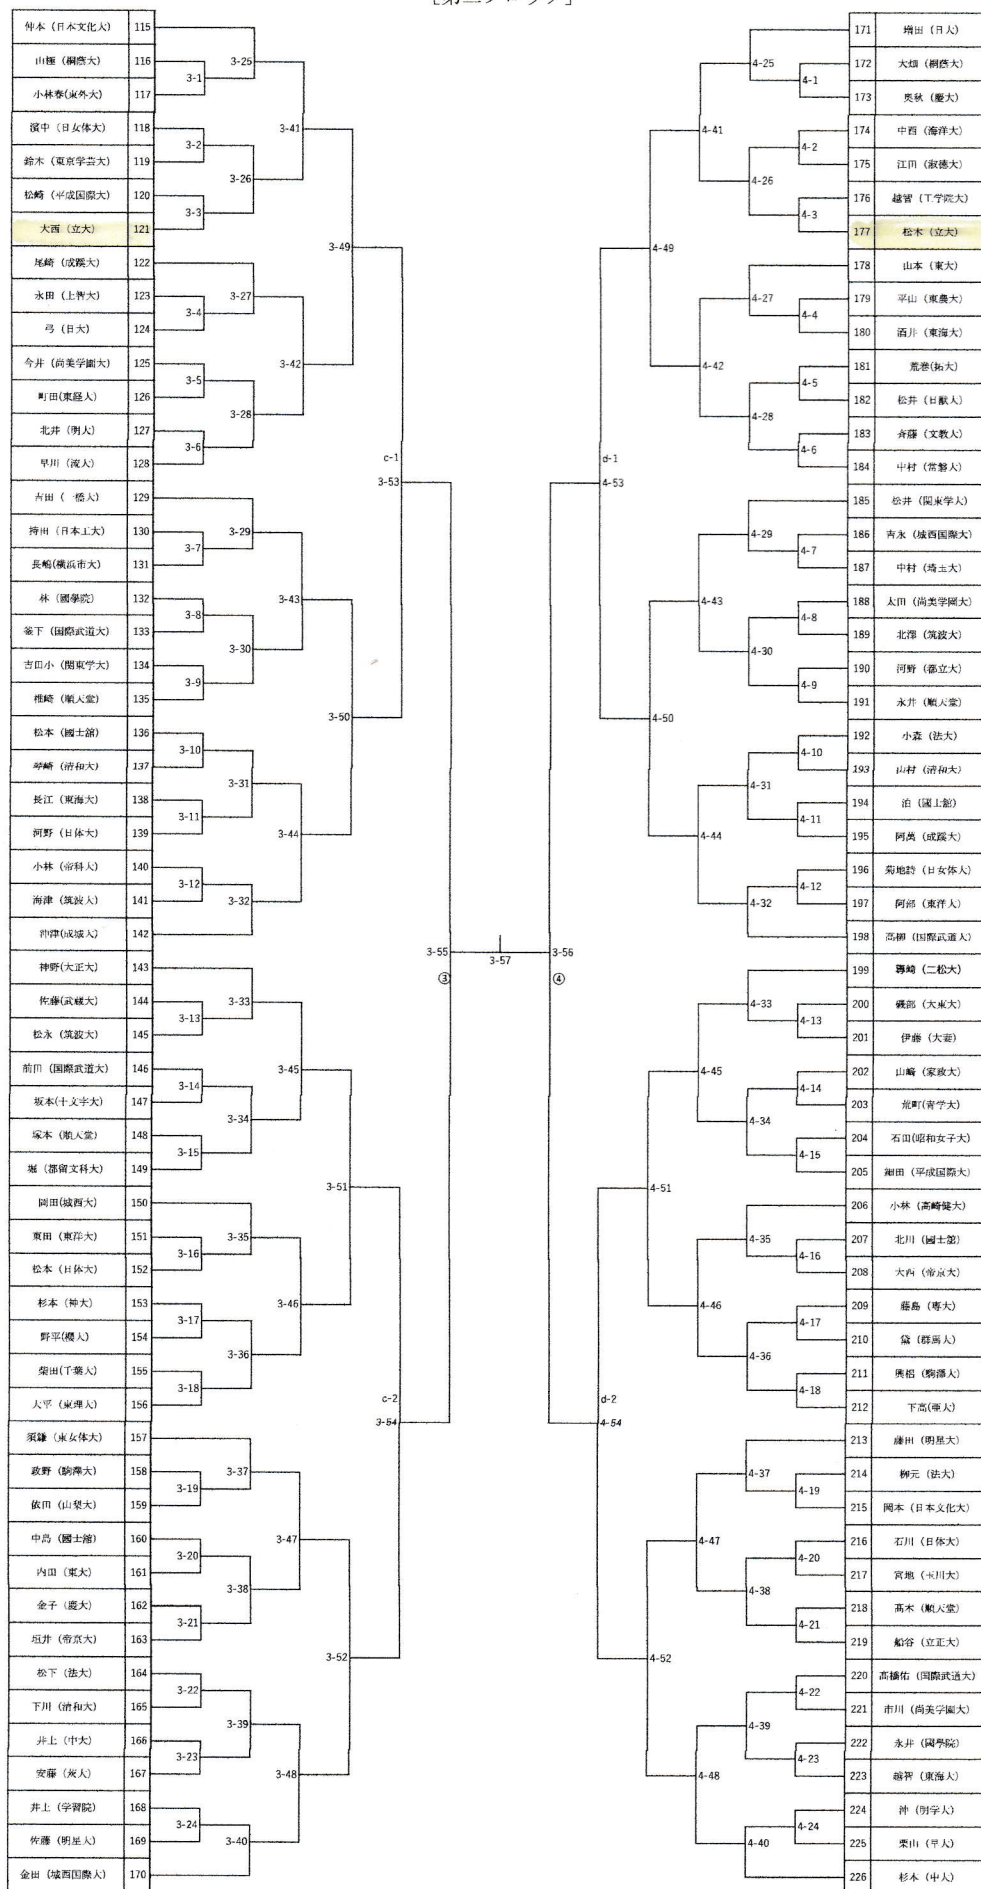 仲本（日本文化大） 115
山極（桐蔭大） 116
小林春(東外大) 117
濱中（日女体大） 118
鈴木（東京学芸大） 119
松崎（平成国際大） 120
大西（立大） 121
尾崎（成蹊大） 122
永田（上智大） 123
弓（日大） 124
今井（尚美学園大） 125
町田(東経大) 126
北井（明大） 127
早川（流大） 128
吉田（一橋大） 129
持田（日本工大） 130
長嶋(横浜市大) 131
林（國學院） 132
釜下（国際武道大） 133
吉田小（関東学大） 134
椎崎（順天堂） 135
松本（國士舘） 136
琴崎（清和大） 137
長江（東海大） 138
河野（日体大） 139
小林（帝科大） 140
海津（筑波大） 141
沖津(成城大) 142
神野(大正大) 143
佐藤(武蔵大) 144
松永（筑波大） 145
前田（国際武道大） 146
坂本(十文字大) 147
塚本（順天堂） 148
堀（都留文科大） 149
岡田(城西大) 150
東田（東洋大） 151
松本（日体大） 152
杉本（神大） 153
野平(櫻大) 154
柴田(千葉大) 155
大平（東理大） 156
須鎌（東女体大） 157
政野（駒澤大） 158
依田（山梨大） 159
中島（國士舘） 160
内田（東大） 161
金子（慶大） 162
垣井（帝京大） 163
松下（法大） 164
下川（清和大） 165
井上（中大） 166
安藤（茨大） 167
井上（学習院） 168
佐藤（明星大） 169
金田（城西国際大） 170
3-1
3-2
3-3
3-4
3-5
3-6
3-7
3-8
3-9
3-10
3-11
3-12
3-13
3-14
3-15
3-16
3-17
3-18
3-19
3-20
3-21
3-22
3-23
3-24
3-25
3-26
3-27
3-28
3-29
3-30
3-31
3-32
3-33
3-34
3-35
3-36
3-37
3-38
3-39
3-40
3-41
3-42
3-43
3-44
3-45
3-46
3-47
3-48
3-49
3-50
3-51
3-52
c-1
3-53
c-2
3-54
3-55
③
3-57
3-56
④
d-1
4-53
d-2
4-54
4-49
4-50
4-51
4-52
4-41
4-42
4-43
4-44
4-45
4-46
4-47
4-48
4-25
4-26
4-27
4-28
4-29
4-30
4-31
4-32
4-33
4-34
4-35
4-36
4-37
4-38
4-39
4-40
4-1
4-2
4-3
4-4
4-5
4-6
4-7
4-8
4-9
4-10
4-11
4-12
4-13
4-14
4-15
4-16
4-17
4-18
4-19
4-20
4-21
4-22
4-23
4-24
171 増田（日大）
172 大畑（桐蔭大）
173 奥秋（慶大）
174 中西（海洋大）
175 江田（淑徳大）
176 越智（工学院大）
177 松木（立大）
178 山本（東大）
179 平山（東農大）
180 酒井（東海大）
181 荒巻(拓大)
182 松井（日獣大）
183 斉藤（文教大）
184 中村（常磐大）
185 松井（関東学大）
186 吉永（城西国際大）
187 中村（埼玉大）
188 太田（尚美学園大）
189 北澤（筑波大）
190 河野（都立大）
191 永井（順天堂）
192 小森（法大）
193 山村（清和大）
194 泊（國士舘）
195 阿萬（成蹊大）
196 菊地詩（日女体大）
197 阿部（東洋大）
198 高柳（国際武道大）
199 﨑（二松大）
200 磯部（大東大）
201 伊藤（大妻）
202 山崎（家政大）
203 荒町(青学大)
204 石田(昭和女子大)
205 細田（平成国際大）
206 小林（高崎健大）
207 北川（國士舘）
208 大西（帝京大）
209 藤島（専大）
210 黛（群馬大）
211 興梠（駒澤大）
212 下高(亜大)
213 藤田（明星大）
214 柳元（法大）
215 岡本（日本文化大）
216 石川（日体大）
217 宮地（玉川大）
218 髙木（順天堂）
219 船谷（立正大）
220 髙橋佑（国際武道大）
221 市川（尚美学園大）
222 永井（國學院）
223 越智（東海大）
224 沖（明学大）
225 栗山（早大）
226 杉本（中大）